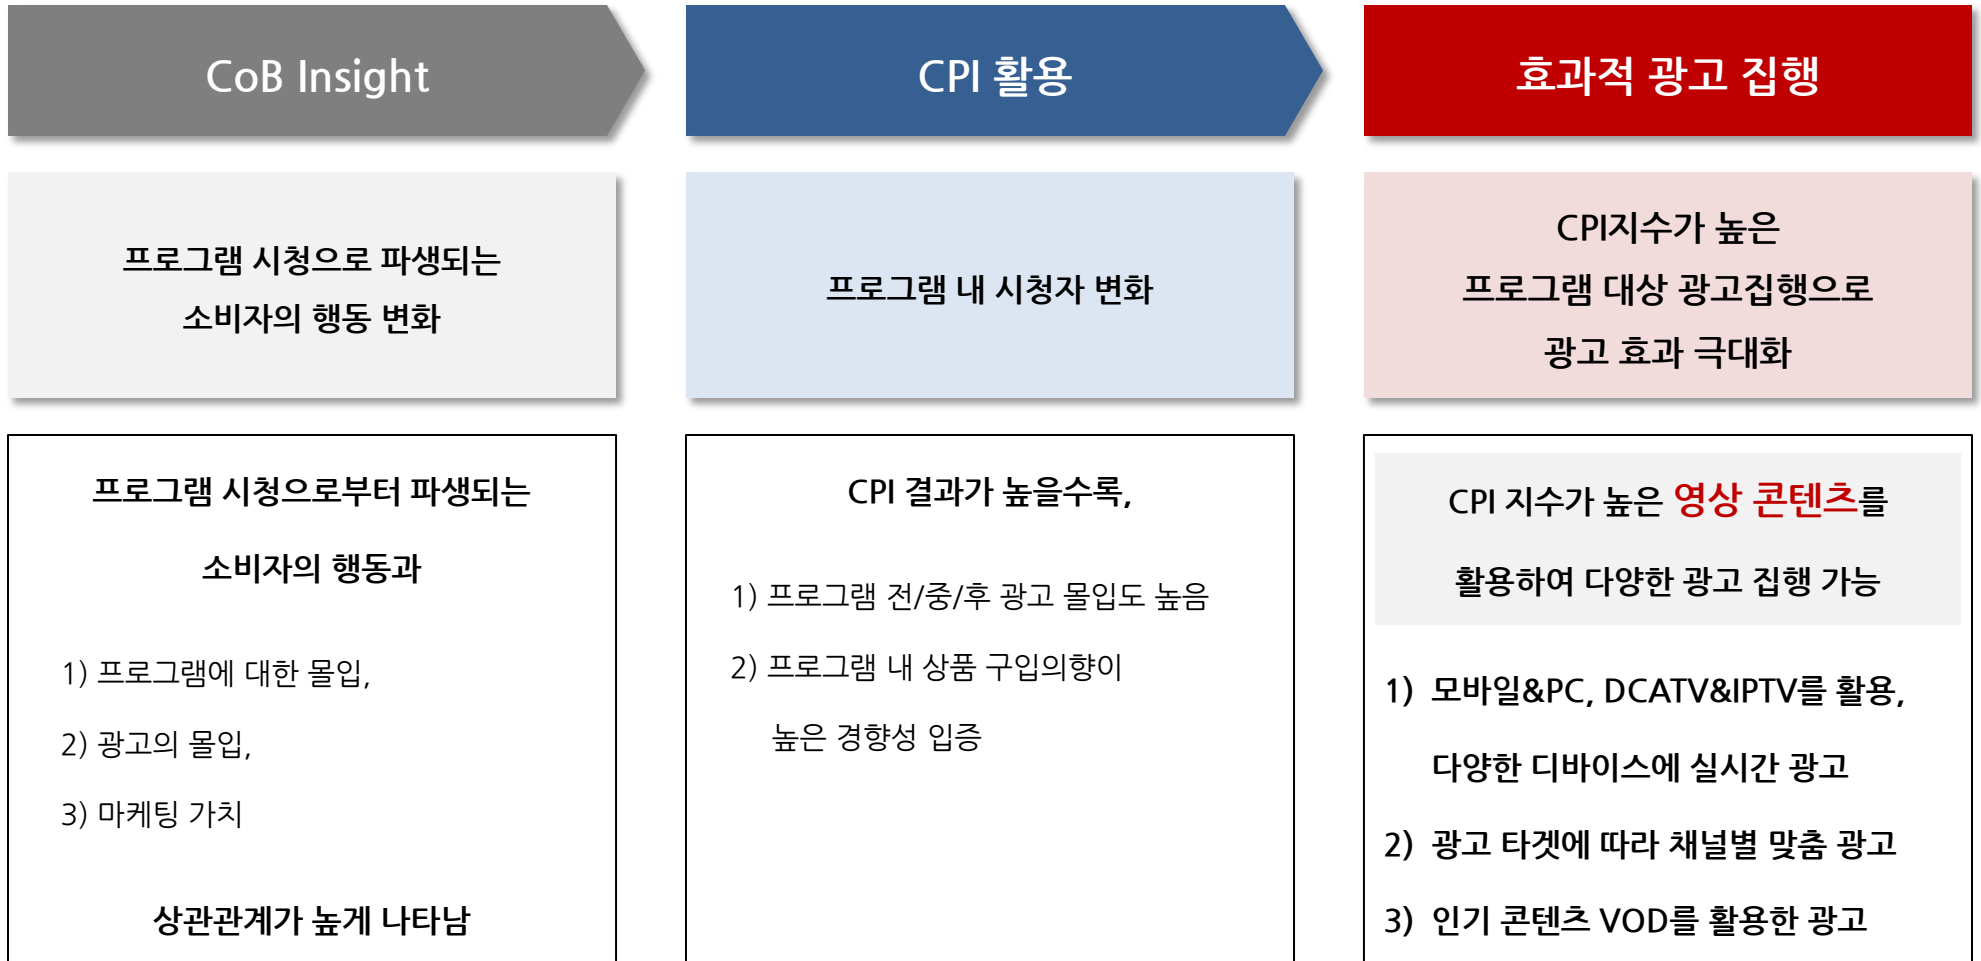 CoB Insight
프로그램 시청으로 파생되는
소비자의 행동 변화
프로그램 시청으로부터 파생되는
소비자의 행동과
1) 프로그램에 대한 몰입,
2) 광고의 몰입,
3) 마케팅 가치
상관관계가 높게 나타남
CPI 활용
프로그램 내 시청자 변화
CPI 결과가 높을수록,
1) 프로그램 전/중/후 광고 몰입도 높음
2) 프로그램 내 상품 구입의향이
높은 경향성 입증
효과적 광고 집행
CPI지수가 높은
프로그램 대상 광고집행으로
광고 효과 극대화
CPI 지수가 높은 영상 콘텐츠를
활용하여 다양한 광고 집행 가능
1) 모바일&PC, DCATV&IPTV를 활용,
다양한 디바이스에 실시간 광고
2) 광고 타겟에 따라 채널별 맞춤 광고
3) 인기 콘텐츠 VOD를 활용한 광고